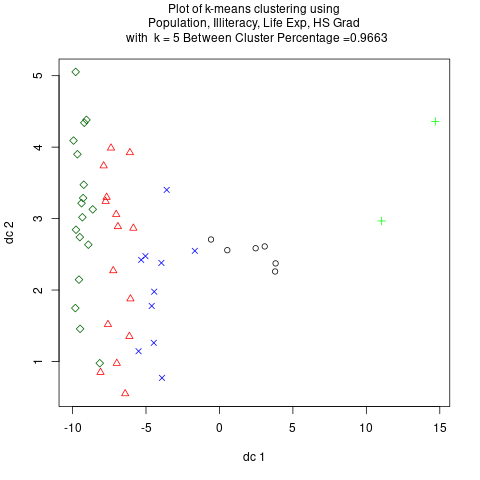 Plot of k-means clustering using
Population, Illiteracy, Life Exp, HS Grad
with k = 5 Between Cluster Percentage =0.9663
5
4
3
2
1
dc 2
-10 -5 0 5 10 15
dc 1